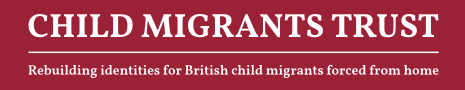 CHILD MIGRANTS TRUST
Rebuilding identities for British child migrants forced from home